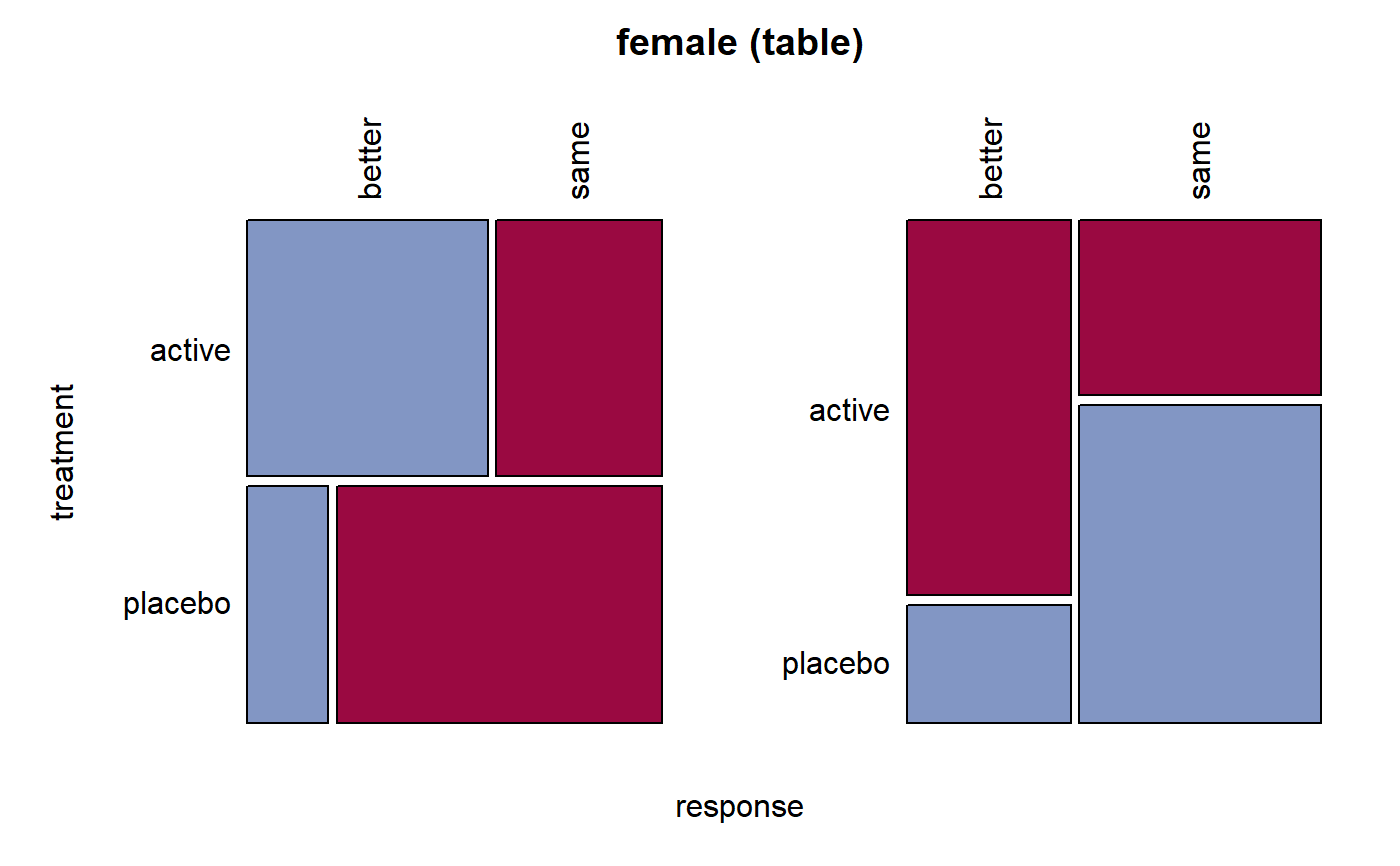 female (table)
better
same
better
same
treatment
active
placebo
active
placebo
response